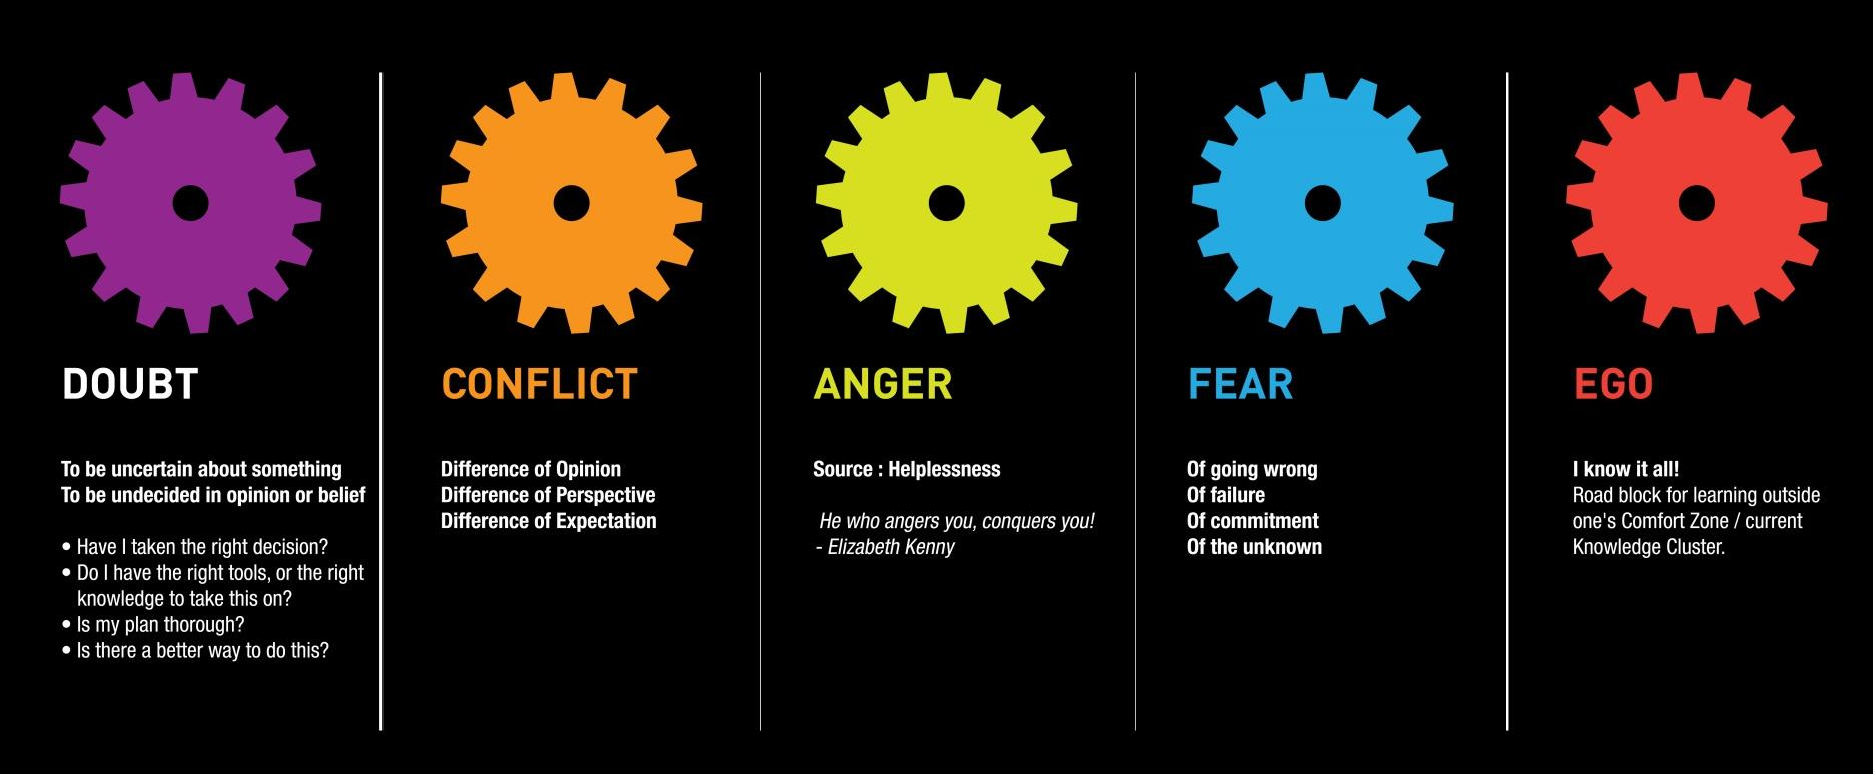 DOUBT
To be uncertain about something
To be undecided in opinion or belief
• Have I taken the right decision?
• Do I have the right tools, or the right
knowledge to take this on?
• Is my plan thorough?
• Is there a better way to do this?
CONFLICT
Difference of Opinion
Difference of Perspective
Difference of Expectation
ANGER
Source : Helplessness
He who angers you, conquers you!
- Elizabeth Kenny
FEAR
Of going wrong
Of failure
Of commitment
Of the unknown
EGO
I know it all!
Road block for learning outside
one's Comfort Zone / current
Knowledge Cluster.